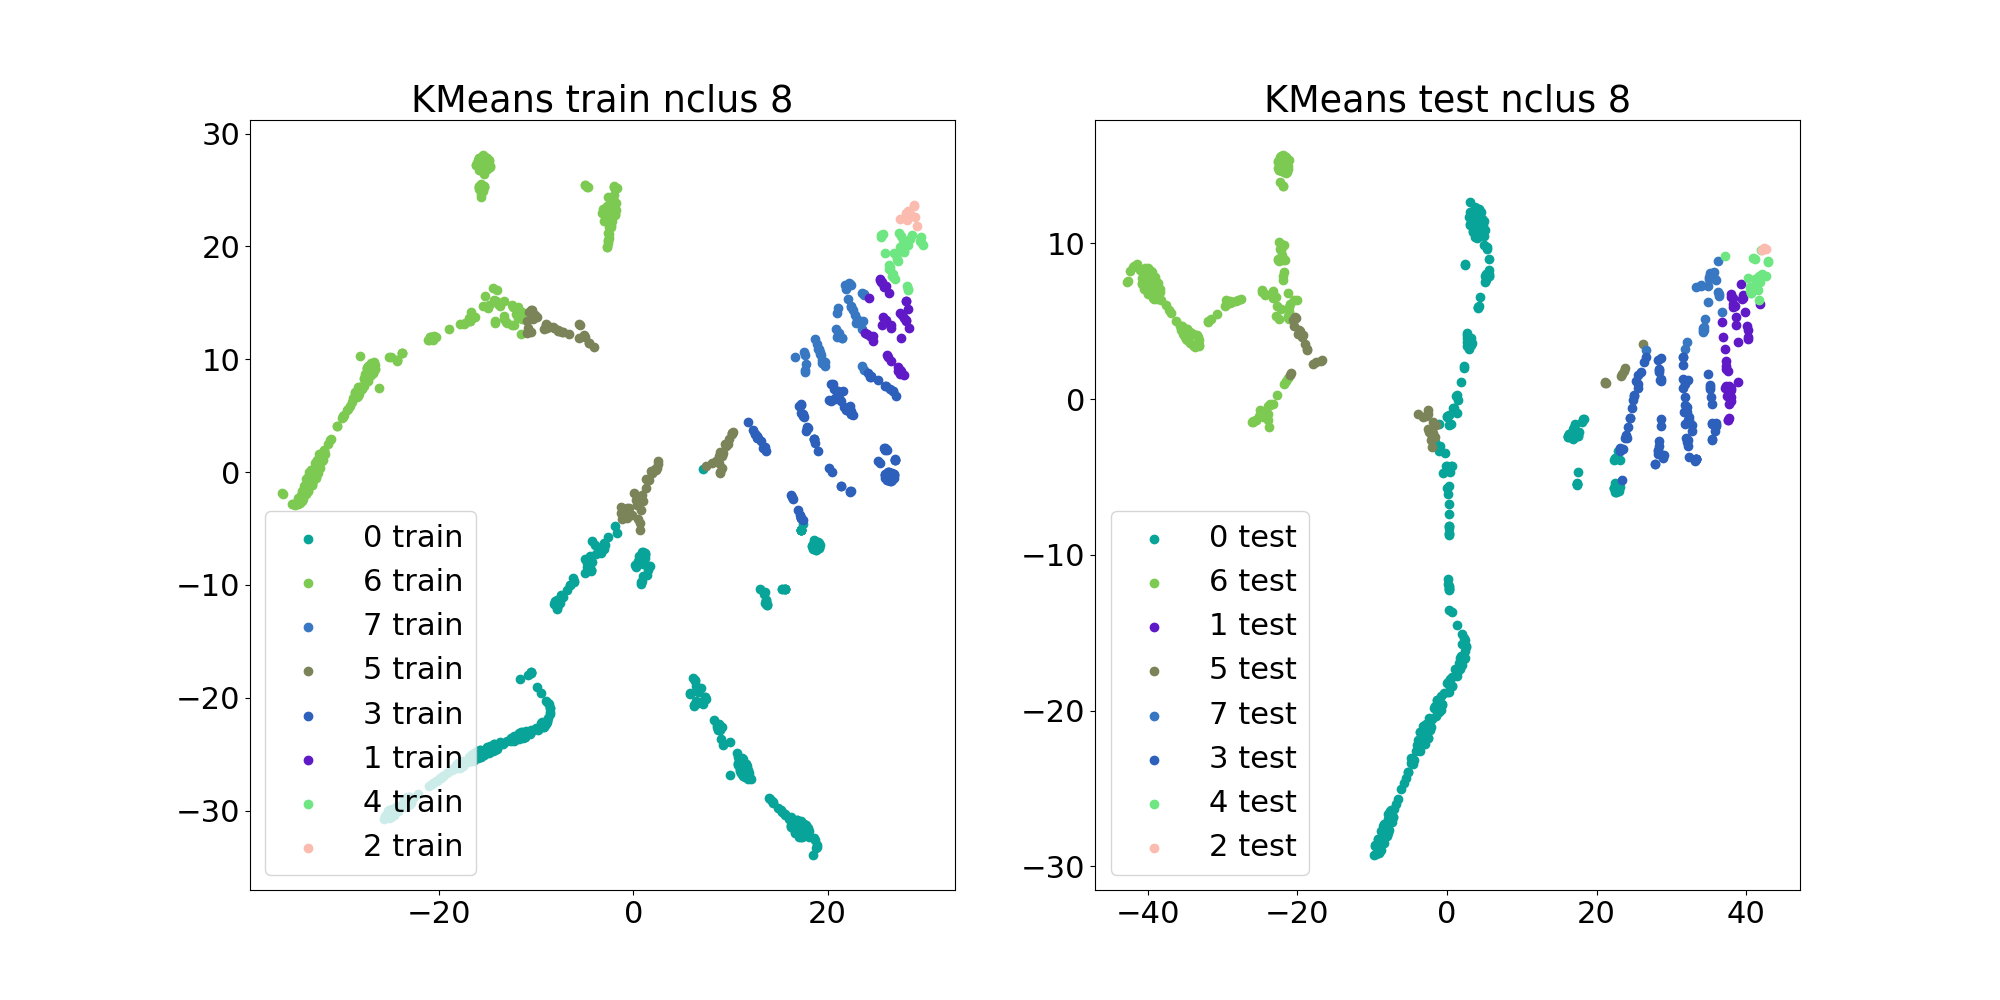 KMeans train nclus 8
30
20
10
0
−10
−20
−30
−20
0
20
0 train
6 train
7 train
5 train
3 train
1 train
4 train
2 train
KMeans test nclus 8
10
0
−10
−20
−30
−40
−20
0
20
40
0 test
6 test
1 test
5 test
7 test
3 test
4 test
2 test